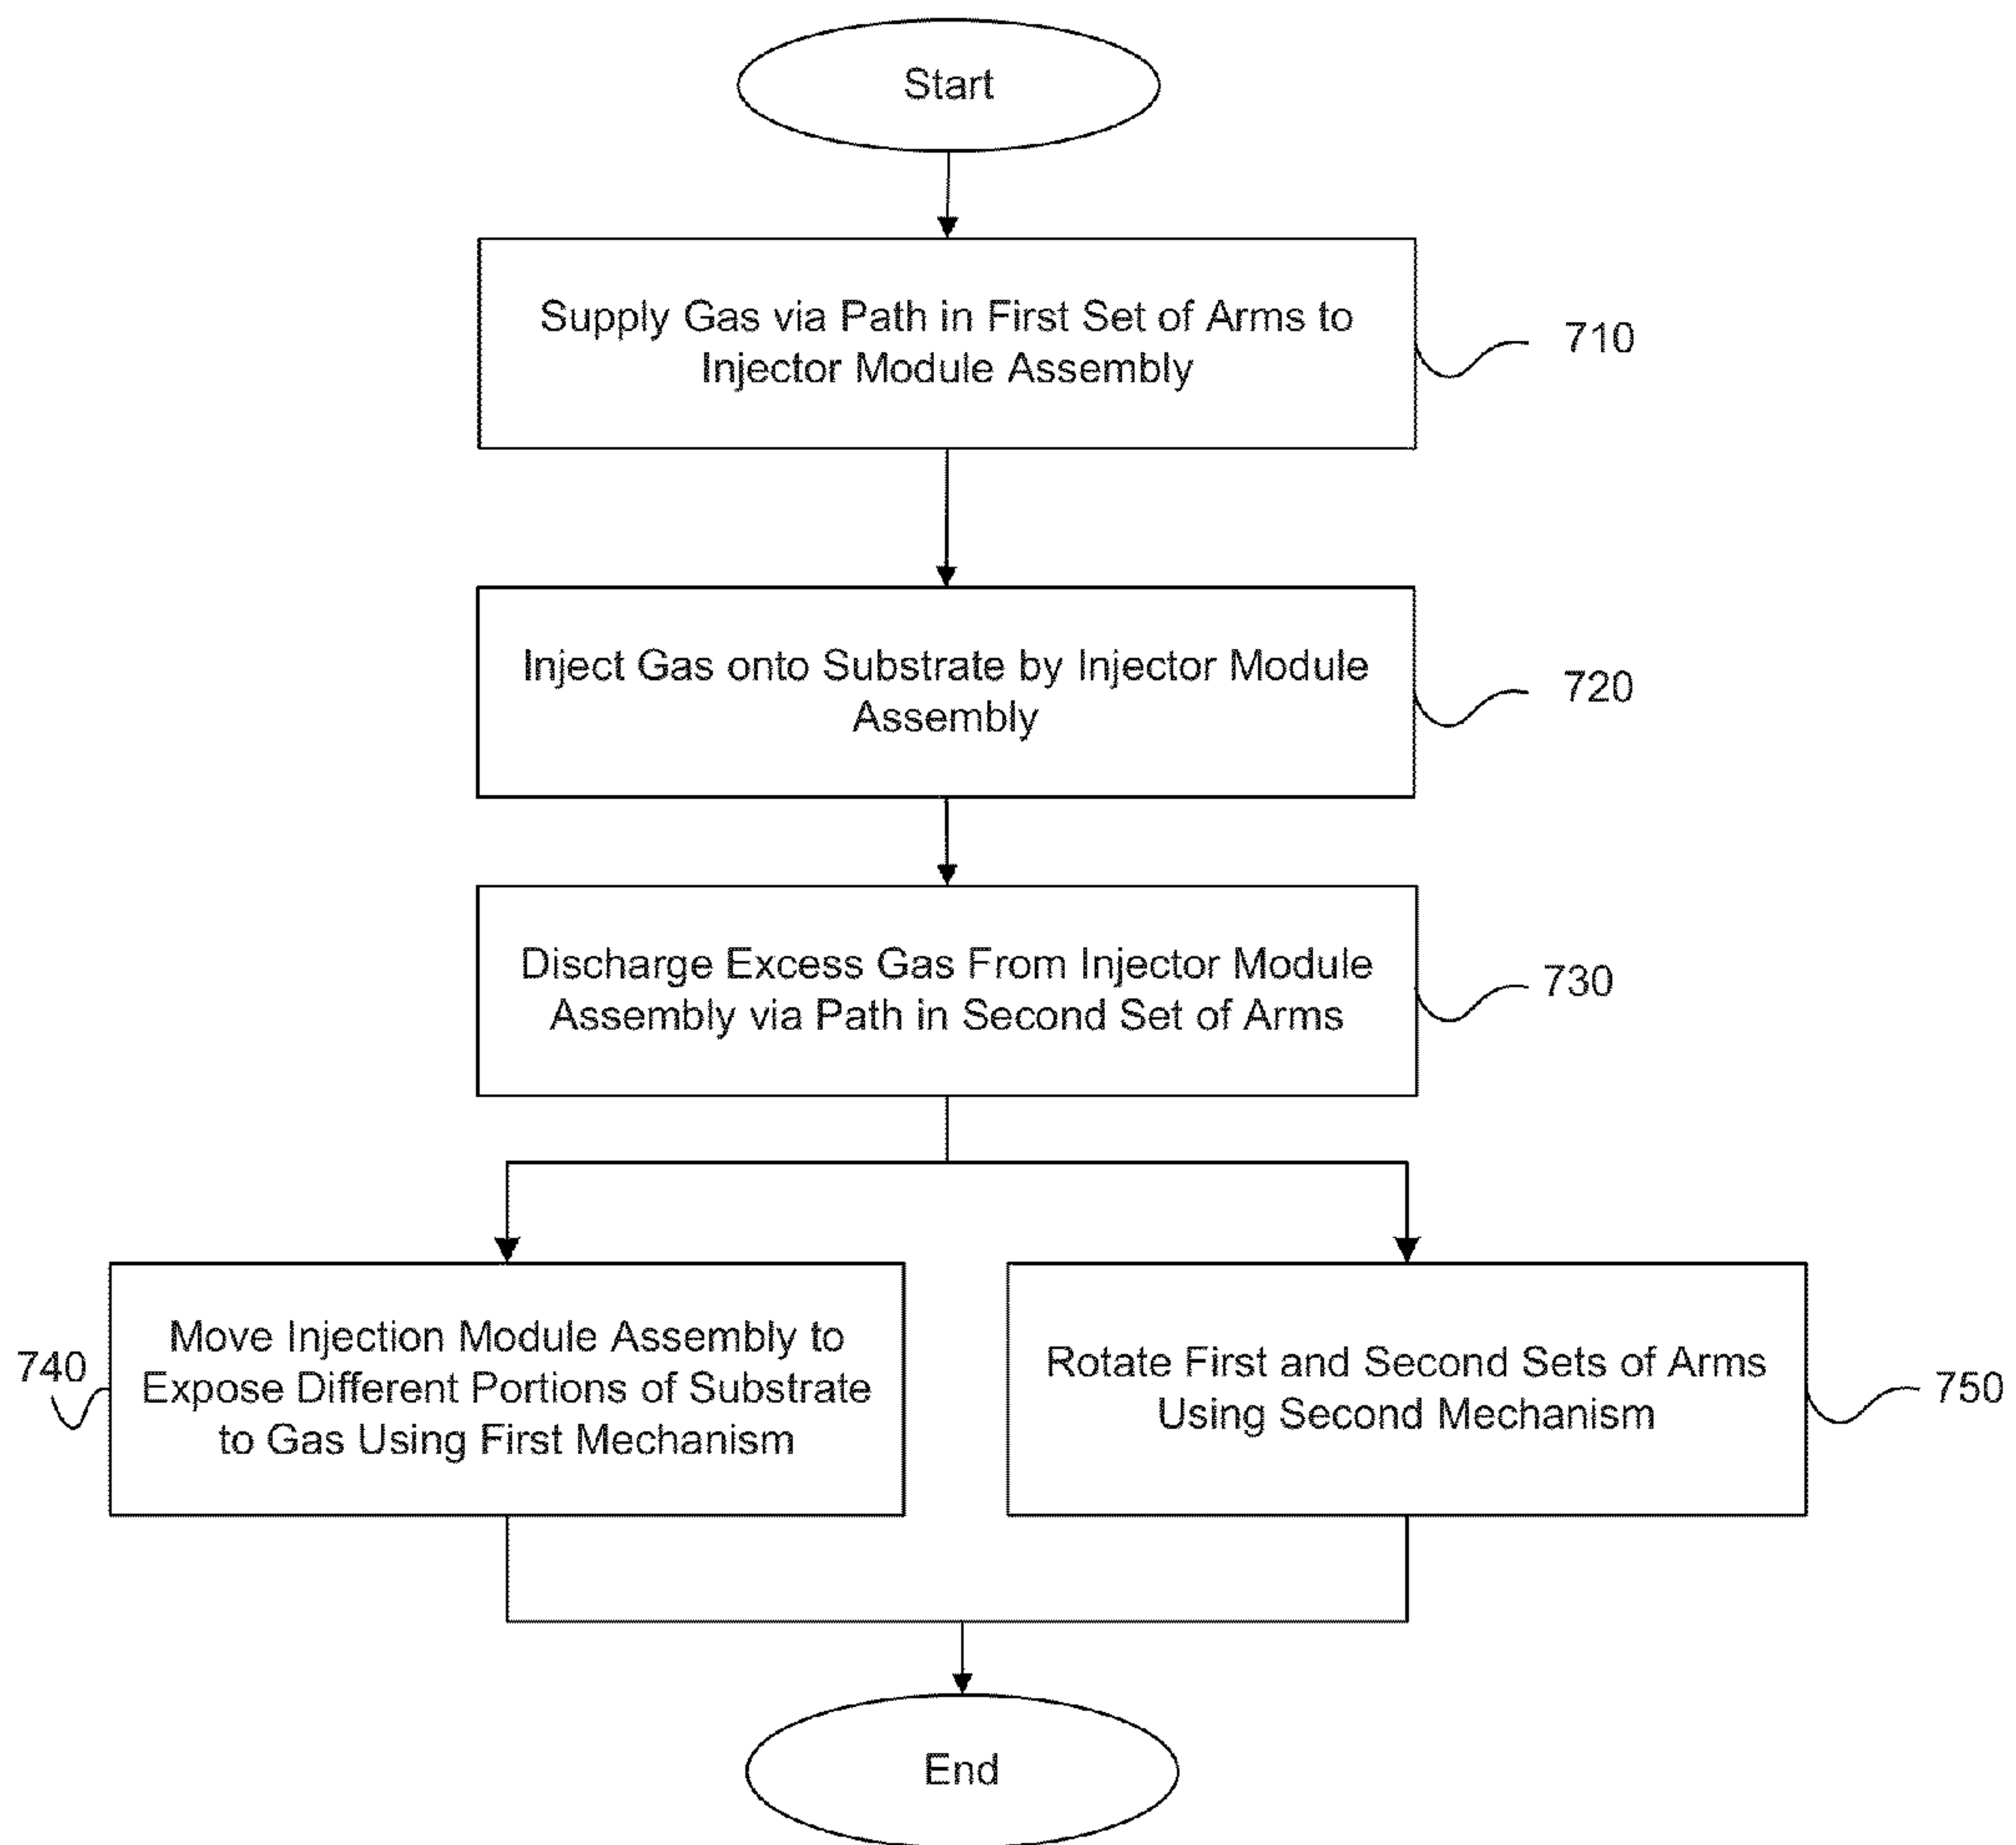 Start
Supply Gas via Path in First Set of Arms to
Injector Module Assembly
710
Inject Gas onto Substrate by Injector Module
Assembly
720
Discharge Excess Gas From Injector Module
Assembly via Path in Second Set of Arms
730
740
Move Injection Module Assembly to
Expose Different Portions of Substrate
to Gas Using First Mechanism
Rotate First and Second Sets of Arms
Using Second Mechanism
750
End